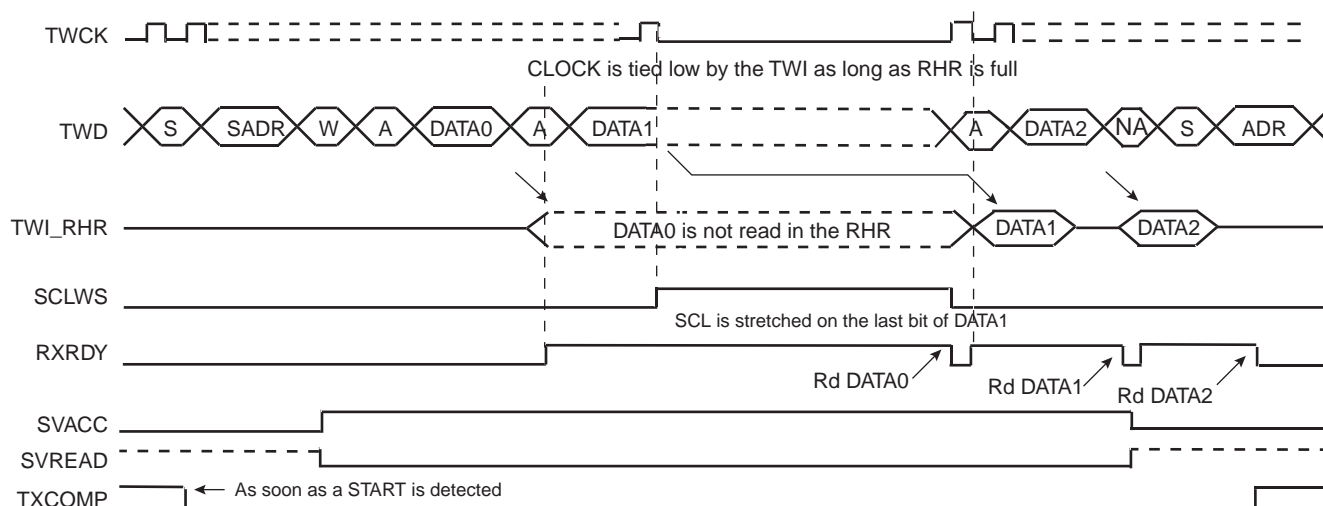 TWCK
CLOCK is tied low by the TWI as long as RHR is full
TWD S SADR W A DATA0 A DATA1 A DATA2 NA S ADR
TWI_RHR DATA0 is not read in the RHR DATA1 DATA2
SCLWS
SCL is stretched on the last bit of DATA1
RXRDY
Rd DATA0 Rd DATA1 Rd DATA2
SVACC
SVREAD
TXCOMP As soon as a START is detected